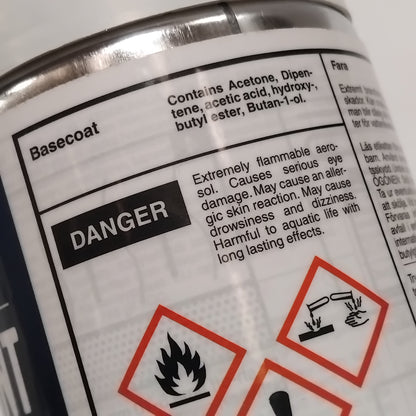 Basecoat
Contains Acetone, Dipen-
tene, acetic acid, hydroxy-,
butyl ester, Butan-1-ol.
DANGER
Extremely flammable aero-
sol. Causes serious eye
damage. May cause an aller-
gic skin reaction. May cause
drowsiness and dizziness.
Harmful to aquatic life with
long lasting effects.
Fara
NT